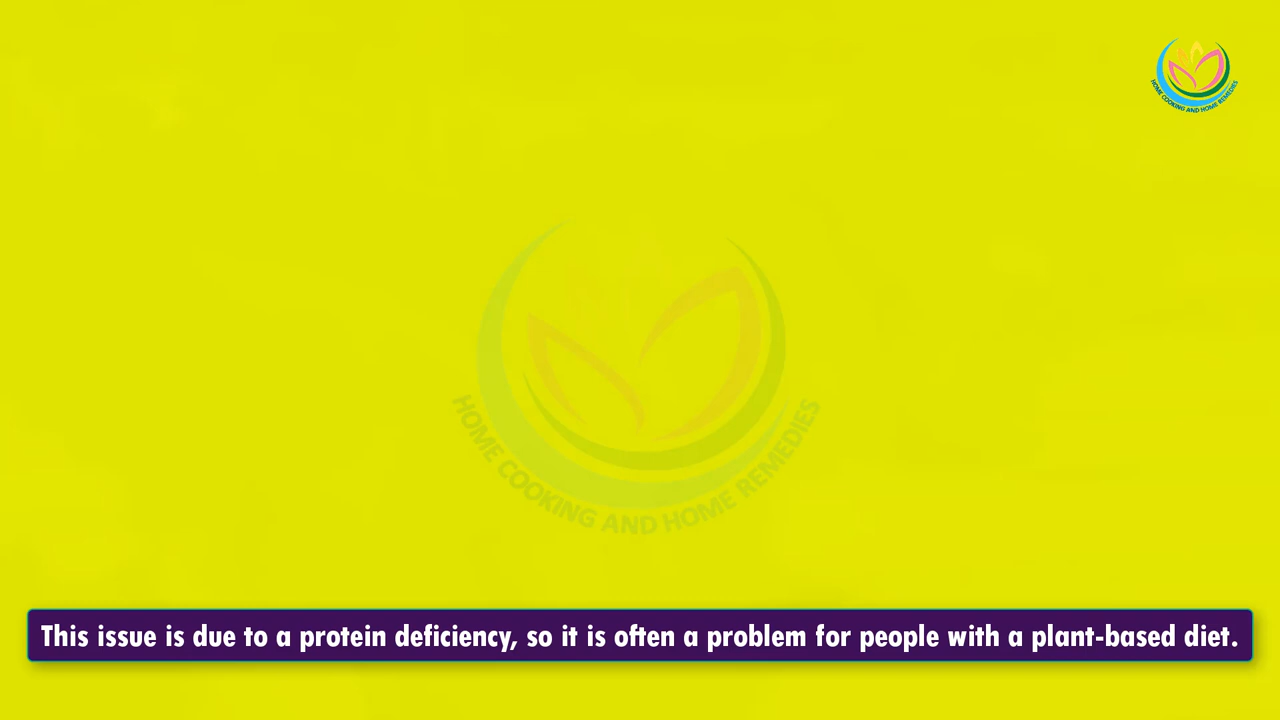 HOME COOKING AND HOME REMEDIES
HOME COOKING AND HOME REMEDIES
This issue is due to a protein deficiency, so it is often a problem for people with a plant-based diet.